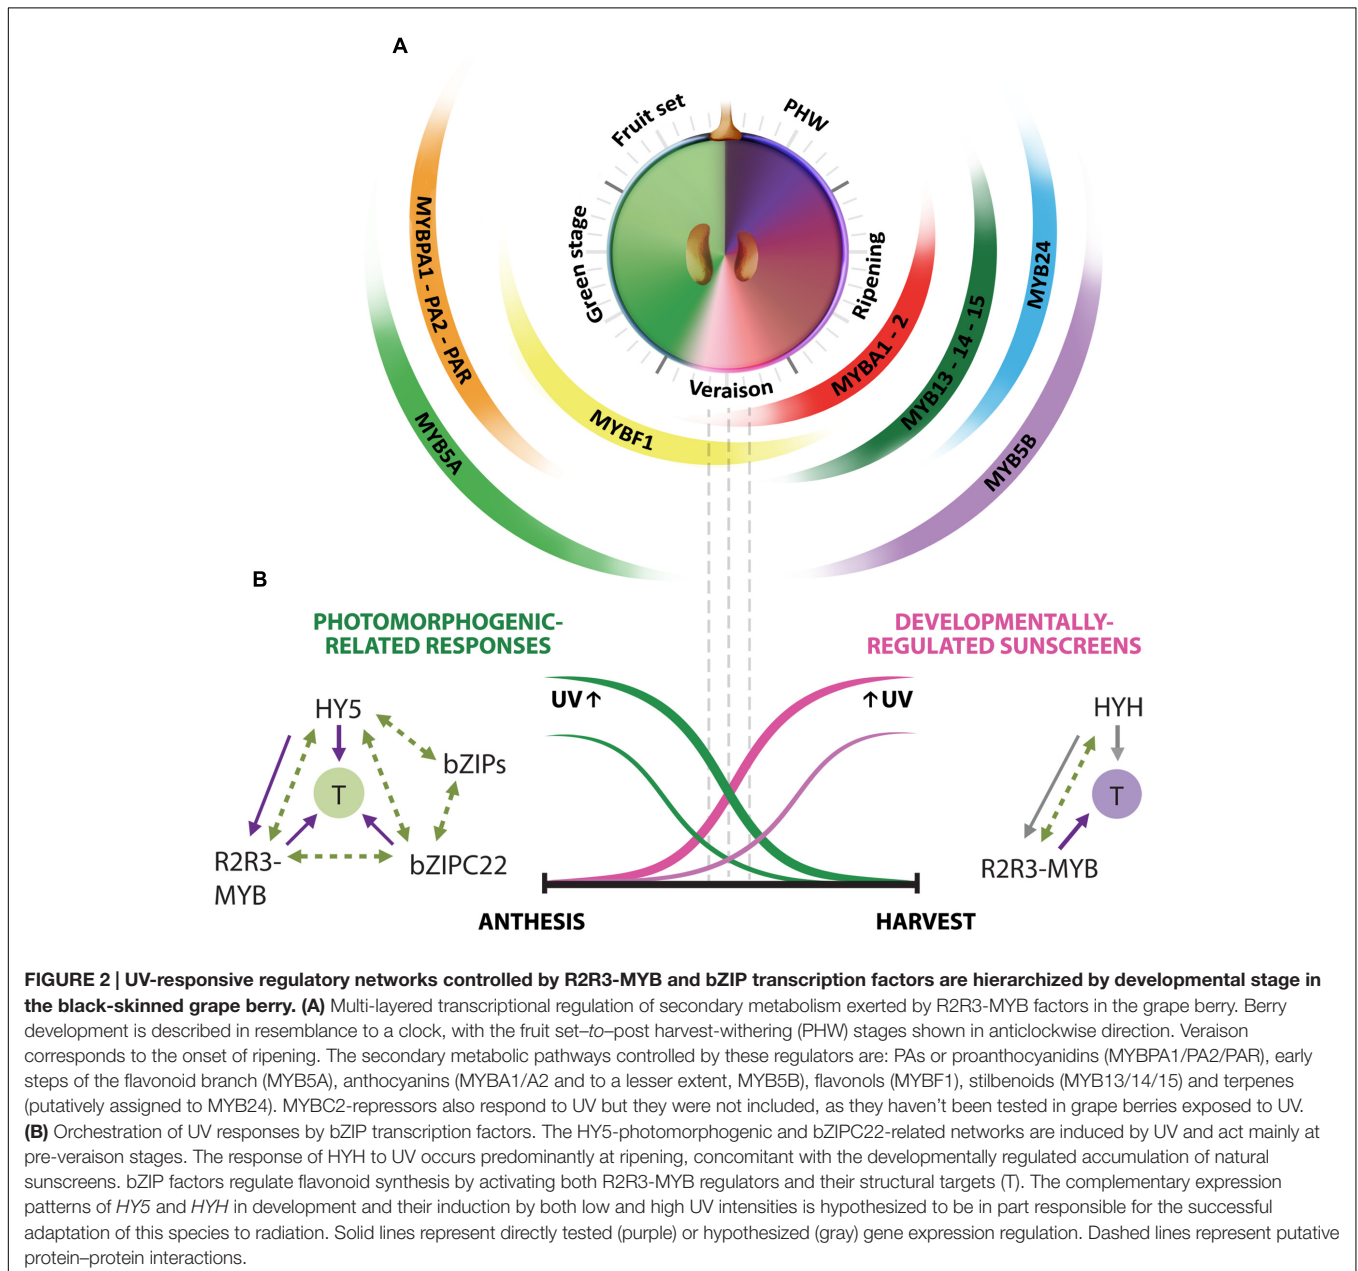 A
Fruit set
PHW
Green stage
Ripening
Veraison
MYBPA1 - PA2 - PAR
MYB5A
MYBF1
MYBA1 - 2
MYB13 - 14 - 15
MYB24
MYB5B
B
PHOTOMORPHOGENIC-
RELATED RESPONSES
DEVELOPMENTALLY-
REGULATED SUNSCREENS
UV↑
↑UV
HY5
bZIPs
T
R2R3-
MYB
bZIPC22
HYH
T
R2R3-MYB
ANTHESIS
HARVEST
FIGURE 2 | UV-responsive regulatory networks controlled by R2R3-MYB and bZIP transcription factors are hierarchized by developmental stage in
the black-skinned grape berry. (A) Multi-layered transcriptional regulation of secondary metabolism exerted by R2R3-MYB factors in the grape berry. Berry
development is described in resemblance to a clock, with the fruit set–to–post harvest-withering (PHW) stages shown in anticlockwise direction. Veraison
corresponds to the onset of ripening. The secondary metabolic pathways controlled by these regulators are: PAs or proanthocyanidins (MYBPA1/PA2/PAR), early
steps of the flavonoid branch (MYB5A), anthocyanins (MYBA1/A2 and to a lesser extent, MYB5B), flavonols (MYBF1), stilbenoids (MYB13/14/15) and terpenes
(putatively assigned to MYB24). MYBC2-repressors also respond to UV but they were not included, as they haven't been tested in grape berries exposed to UV.
(B) Orchestration of UV responses by bZIP transcription factors. The HY5-photomorphogenic and bZIPC22-related networks are induced by UV and act mainly at
pre-veraison stages. The response of HYH to UV occurs predominantly at ripening, concomitant with the developmentally regulated accumulation of natural
sunscreens. bZIP factors regulate flavonoid synthesis by activating both R2R3-MYB regulators and their structural targets (T). The complementary expression
patterns of HY5 and HYH in development and their induction by both low and high UV intensities is hypothesized to be in part responsible for the successful
adaptation of this species to radiation. Solid lines represent directly tested (purple) or hypothesized (gray) gene expression regulation. Dashed lines represent putative
protein–protein interactions.